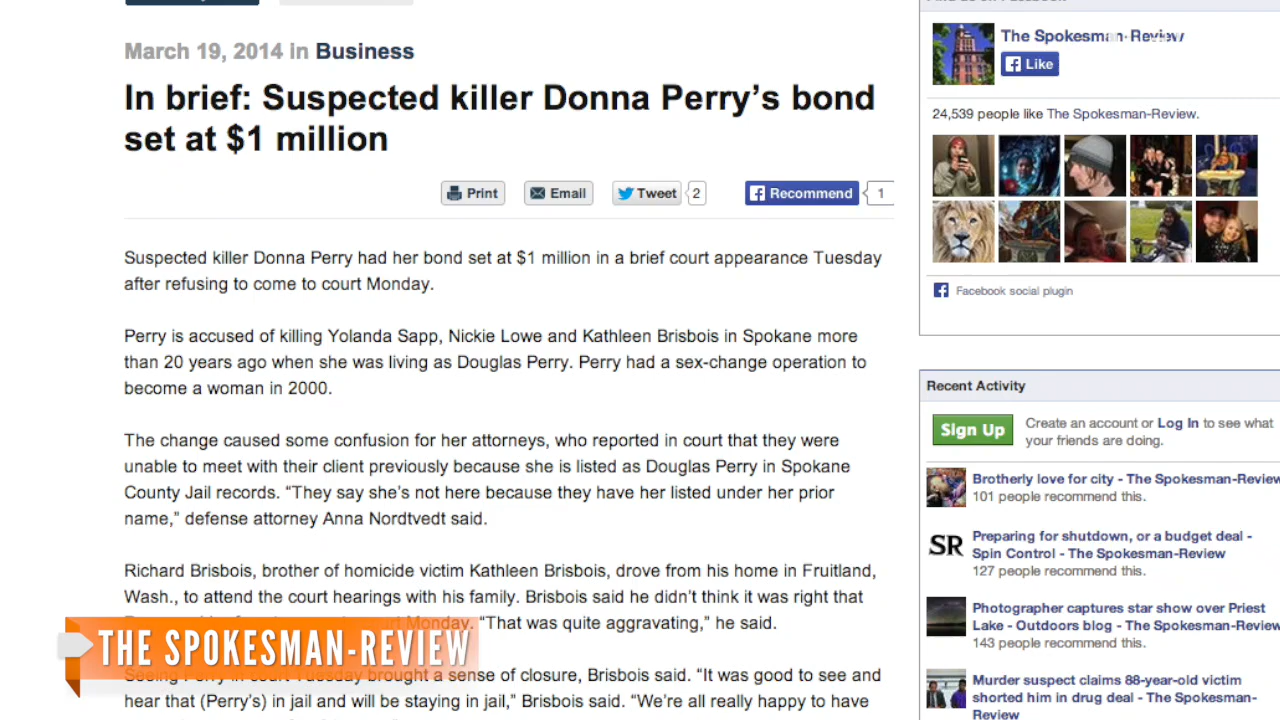 March 19, 2014 in Business
In brief: Suspected killer Donna Perry’s bond
set at $1 million
Print
Email
Tweet
2
Recommend
1
Suspected killer Donna Perry had her bond set at $1 million in a brief court appearance Tuesday
after refusing to come to court Monday.
Perry is accused of killing Yolanda Sapp, Nickie Lowe and Kathleen Brisbois in Spokane more
than 20 years ago when she was living as Douglas Perry. Perry had a sex-change operation to
become a woman in 2000.
The change caused some confusion for her attorneys, who reported in court that they were
unable to meet with their client previously because she is listed as Douglas Perry in Spokane
County Jail records. “They say she’s not here because they have her listed under her prior
name,” defense attorney Anna Nordtvedt said.
Richard Brisbois, brother of homicide victim Kathleen Brisbois, drove from his home in Fruitland,
Wash., to attend the court hearings with his family. Brisbois said he didn’t think it was right that
Monday. “That was quite aggravating,” he said.
THE SPOKESMAN-REVIEW
Seeing Perry in court Tuesday brought a sense of closure, Brisbois said. “It was good to see and
hear that (Perry’s) in jail and will be staying in jail,” Brisbois said. “We’re all really happy to have
The Spokesman-Review
Like
24,539 people like The Spokesman-Review.
Facebook social plugin
Recent Activity
Sign Up
Create an account or Log In to see what
your friends are doing.
Brotherly love for city - The Spokesman-Review
101 people recommend this.
SR
Preparing for shutdown, or a budget deal -
Spin Control - The Spokesman-Review
127 people recommend this.
Photographer captures star show over Priest
Lake - Outdoors blog - The Spokesman-Review
143 people recommend this.
Murder suspect claims 88-year-old victim
shorted him in drug deal - The Spokesman-
Review